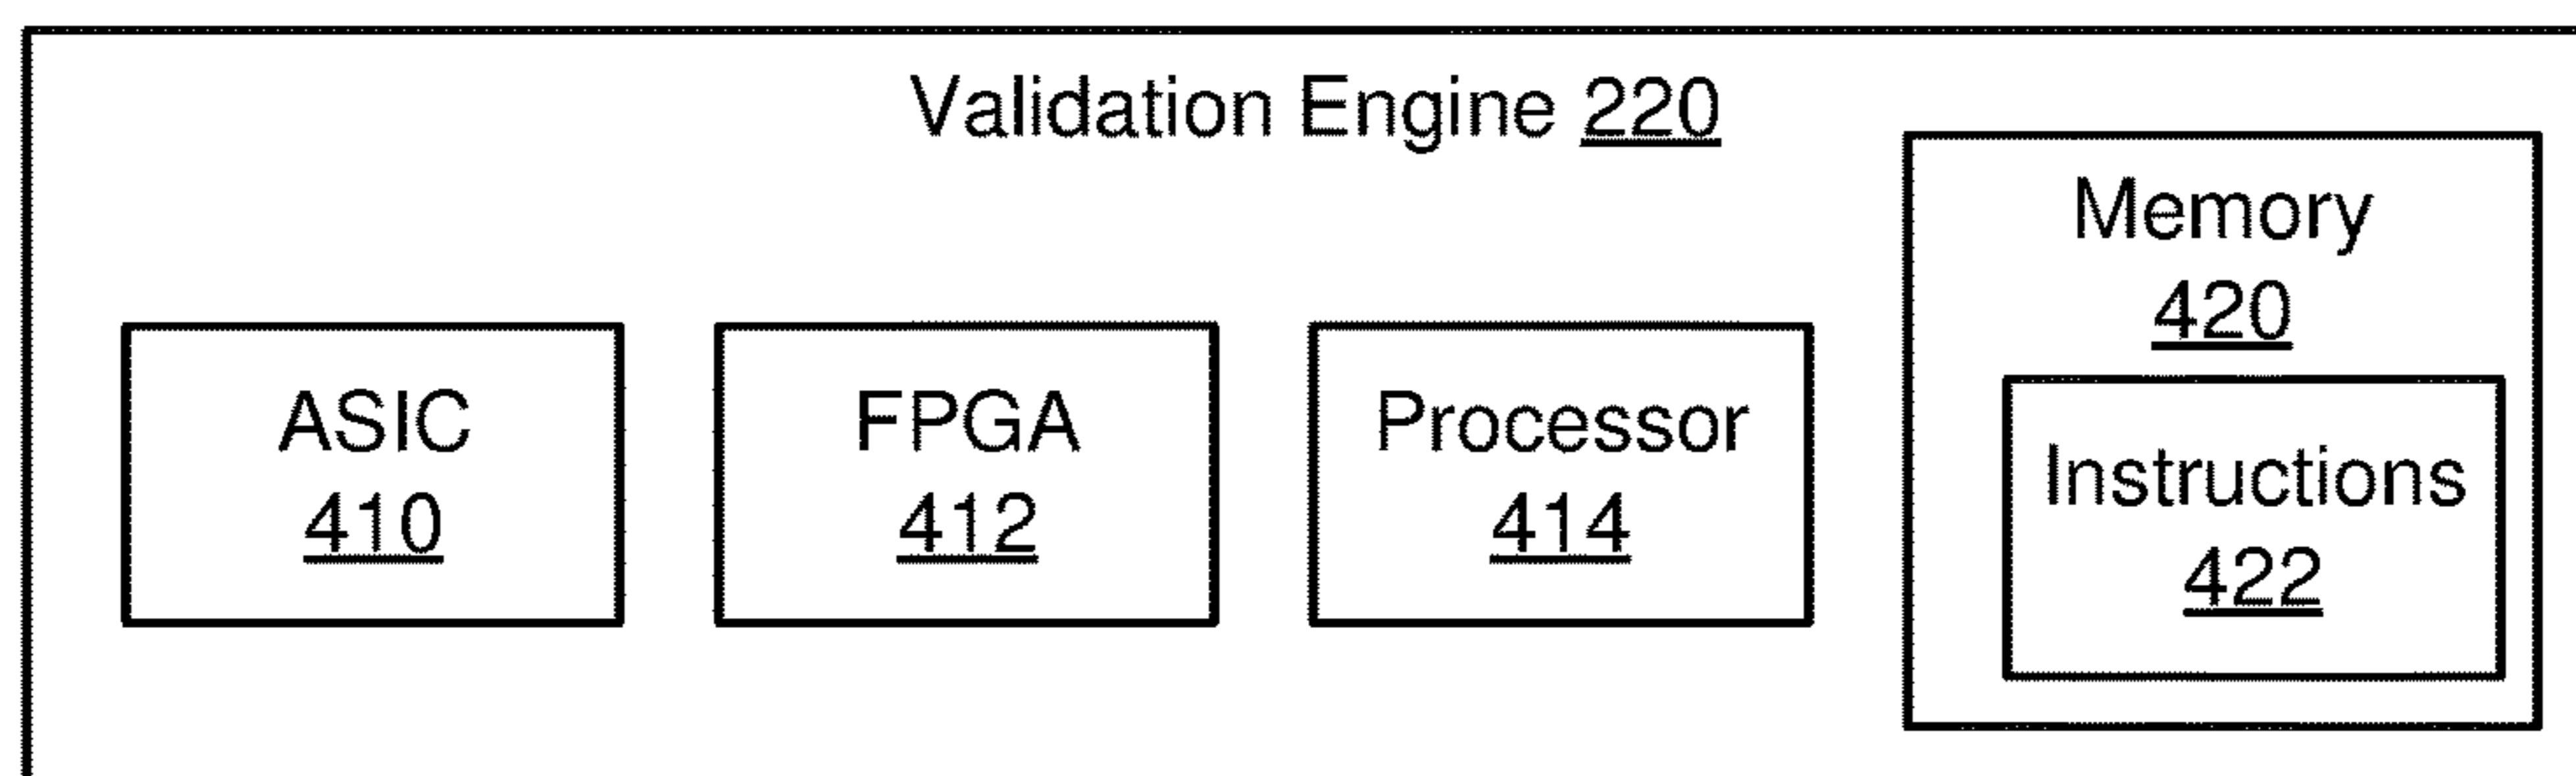 Validation Engine 220
ASIC
410
FPGA
412
Processor
414
Memory
420
Instructions
422